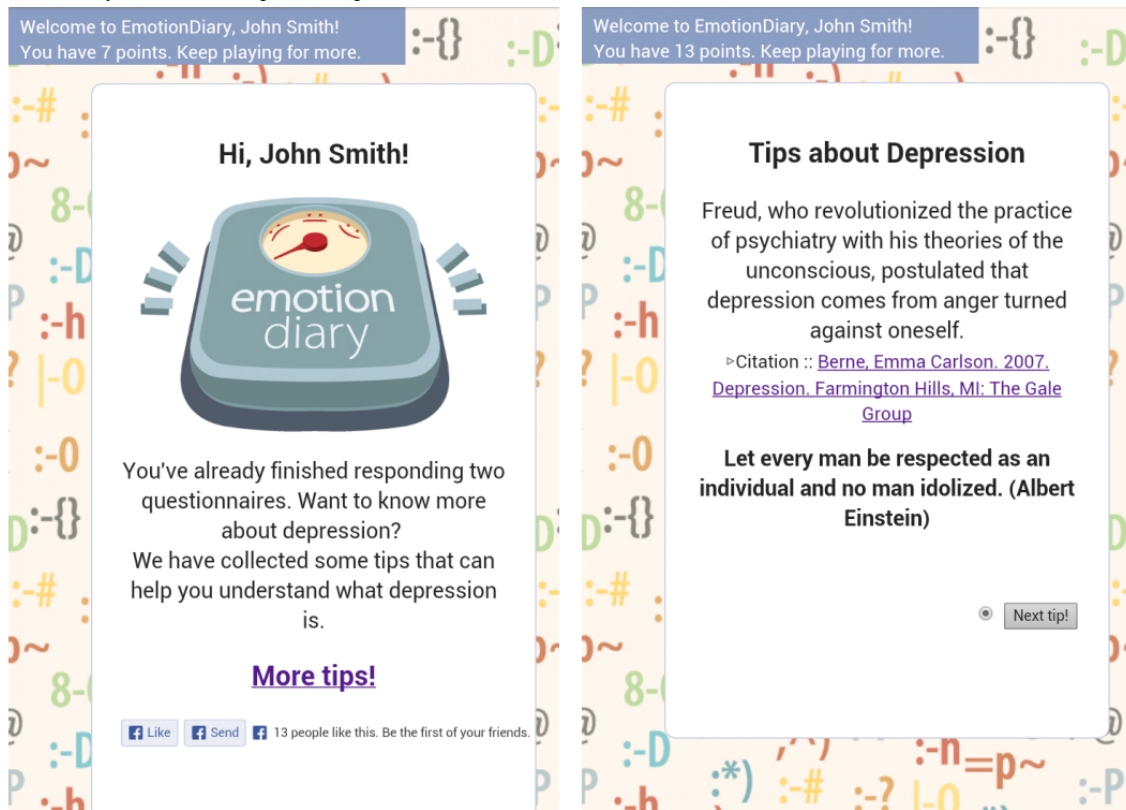 Welcome to EmotionDiary, John Smith!
You have 7 points. Keep playing for more.
Hi, John Smith!
emotion
diary
You've already finished responding two
questionnaires. Want to know more
about depression?
We have collected some tips that can
help you understand what depression
is.
More tips!
Like
Send
13 people like this. Be the first of your friends.
Welcome to EmotionDiary, John Smith!
You have 13 points. Keep playing for more.
Tips about Depression
Freud, who revolutionized the practice
of psychiatry with his theories of the
unconscious, postulated that
depression comes from anger turned
against oneself.
▹Citation :: Berne, Emma Carlson. 2007.
Depression. Farmington Hills, MI: The Gale
Group
Let every man be respected as an
individual and no man idolized. (Albert
Einstein)
Next tip!